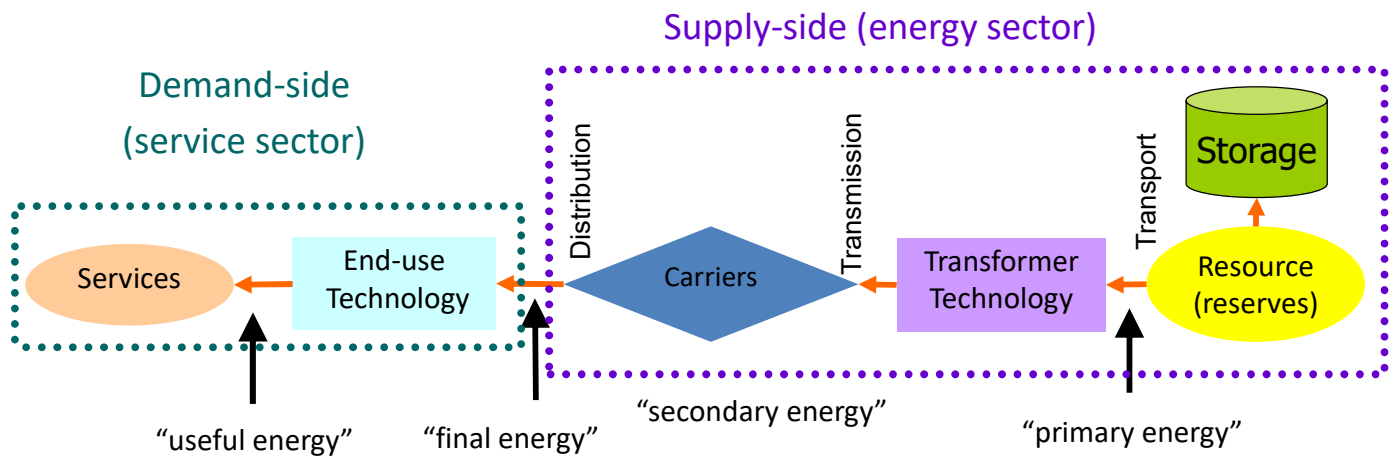 Supply-side (energy sector)
Demand-side
(service sector)
Distribution
Transmission
Transport
Storage
Services
End-use
Technology
Carriers
Transformer
Technology
Resource
(reserves)
“useful energy”
“final energy”
“secondary energy”
“primary energy”